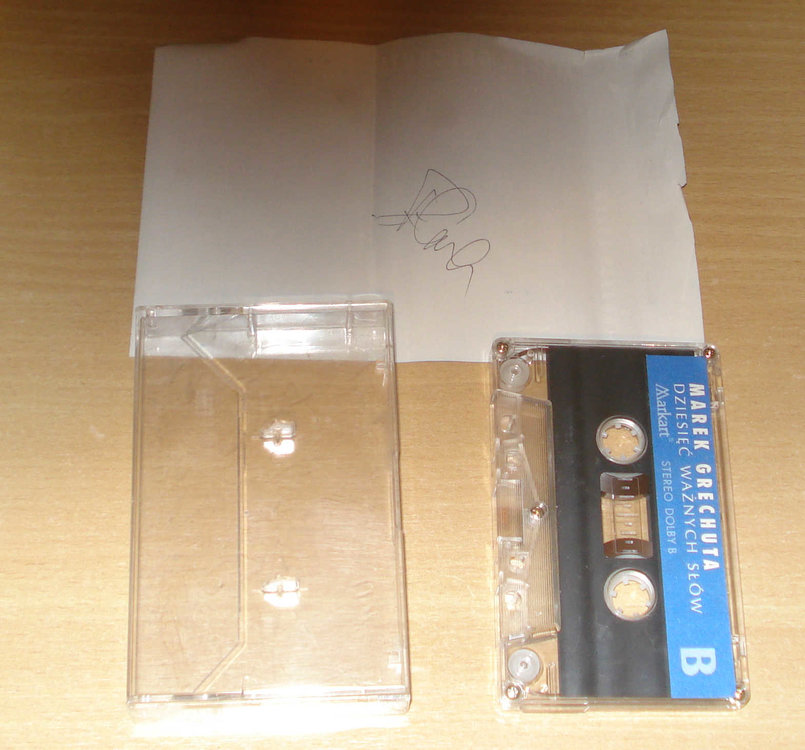 MAREK GRECHUTA
DZIESIĘĆ WAŻNYCH SŁÓW
Markart® STEREO DOLBY B
B